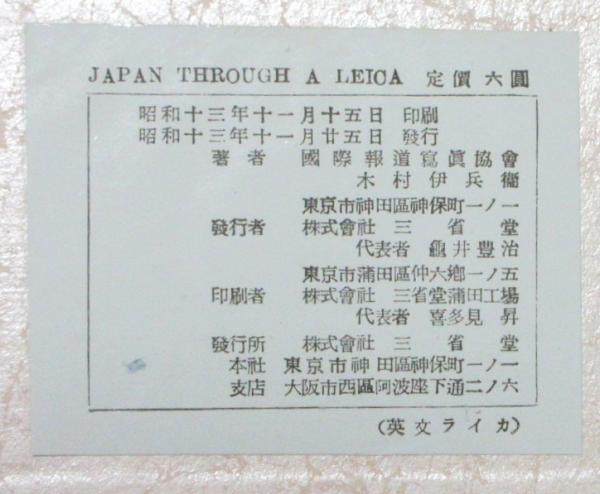 JAPAN THROUGH A LEICA 定價六圓
昭和十三年十一月十五日 印刷
昭和十三年十一月廿五日 發行
著者 國際報道寫眞協會
木村伊兵衞
東京市神田區神保町一ノ一
發行者 株式會社 三省堂
代表者 龜井豐治
東京市蒲田區仲六鄕一ノ五
印刷者 株式會社 三省堂蒲田工場
代表者 喜多見昇
發行所 株式會社 三省堂
本社 東京市神田區神保町一ノ一
支店 大阪市西區阿波座下通二ノ六
(英文ライカ)